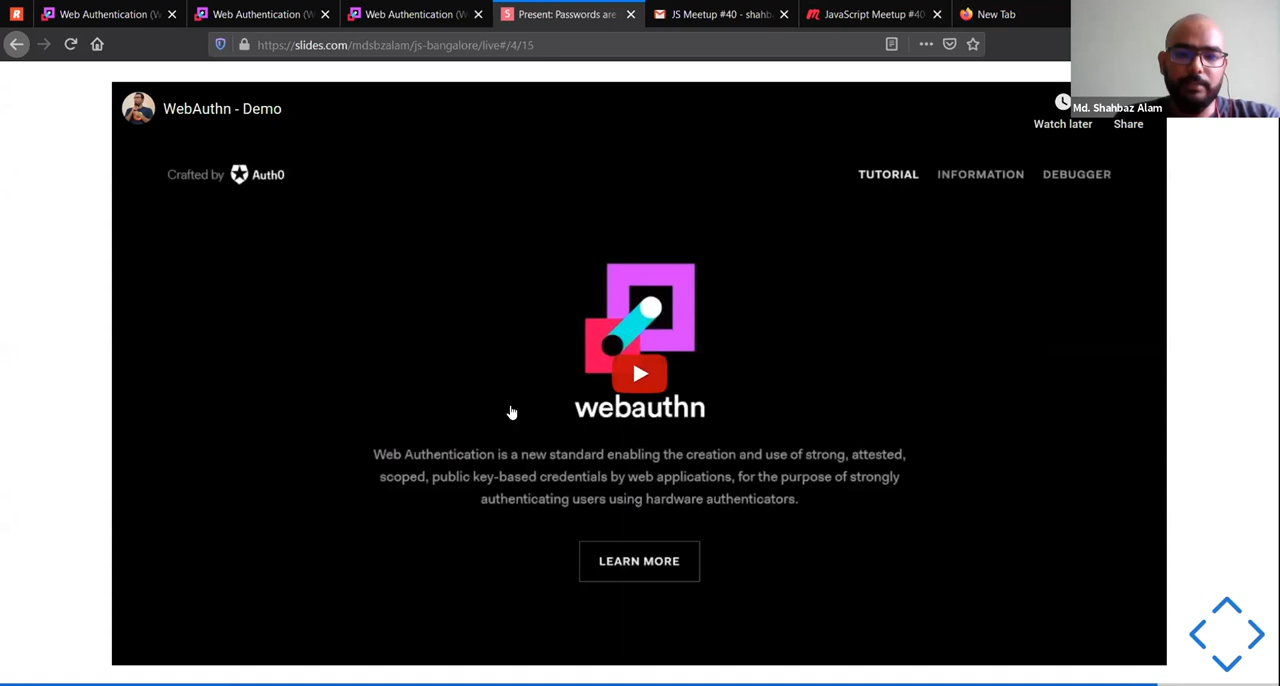 R
Web Authentication (W
Web Authentication (W
Web Authentication (W
S
Present: Passwords are
JS Meetup #40 - shahb
JavaScript Meetup #40
New Tab
https://slides.com/mdsbzalam/js-bangalore/live#/4/15
Md. Shahbaz Alam
WebAuthn - Demo
Watch later
Share
Crafted by Auth0
TUTORIAL
INFORMATION
DEBUGGER
webauthn
Web Authentication is a new standard enabling the creation and use of strong, attested,
scoped, public key-based credentials by web applications, for the purpose of strongly
authenticating users using hardware authenticators.
LEARN MORE